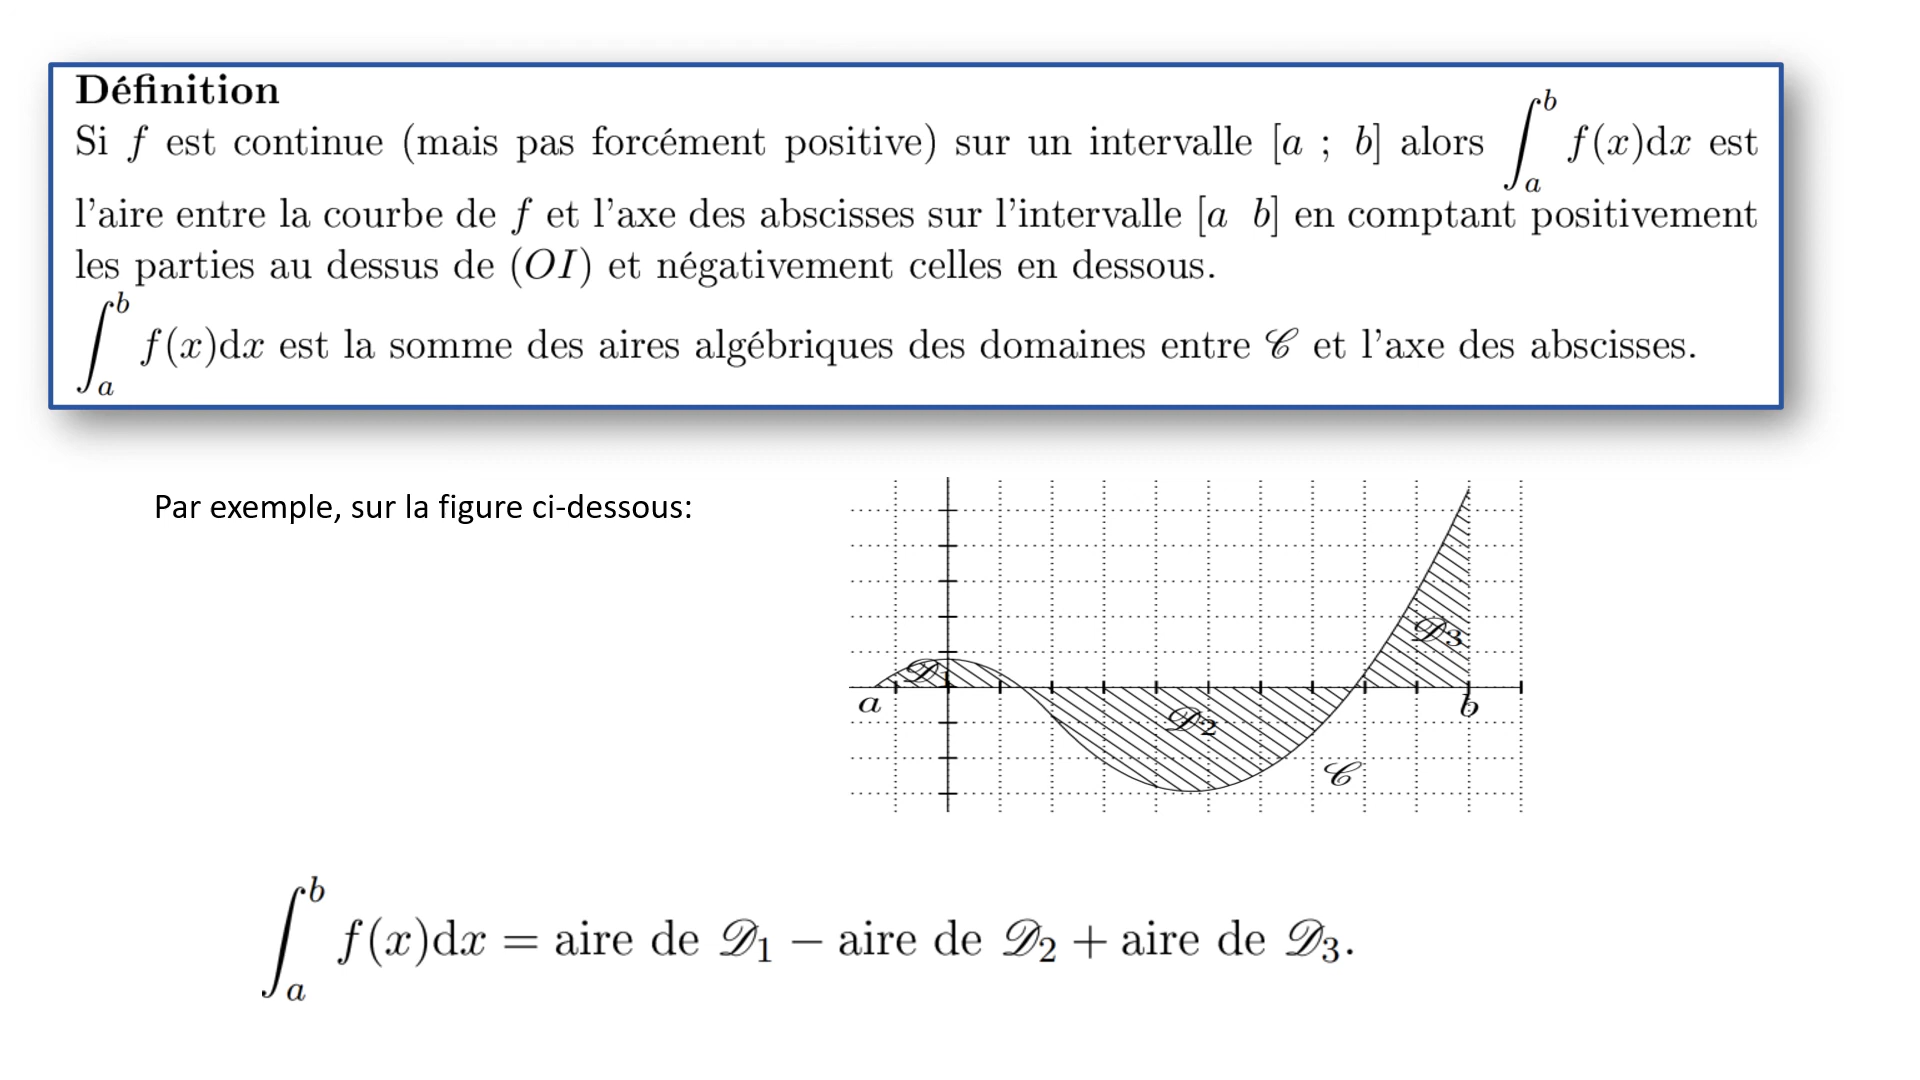 Définition
Si f est continue (mais pas forcément positive) sur un intervalle [a ; b] alors ∫_a^b f(x)dx est
l'aire entre la courbe de f et l'axe des abscisses sur l'intervalle [a b] en comptant positivement
les parties au dessus de (OI) et négativement celles en dessous.
∫_a^b f(x)dx est la somme des aires algébriques des domaines entre 𝒞 et l'axe des abscisses.
Par exemple, sur la figure ci-dessous:
𝒟3
𝒟1
a
b
𝒟2
𝒞
∫_a^b f(x)dx = aire de 𝒟₁ − aire de 𝒟₂ + aire de 𝒟₃.